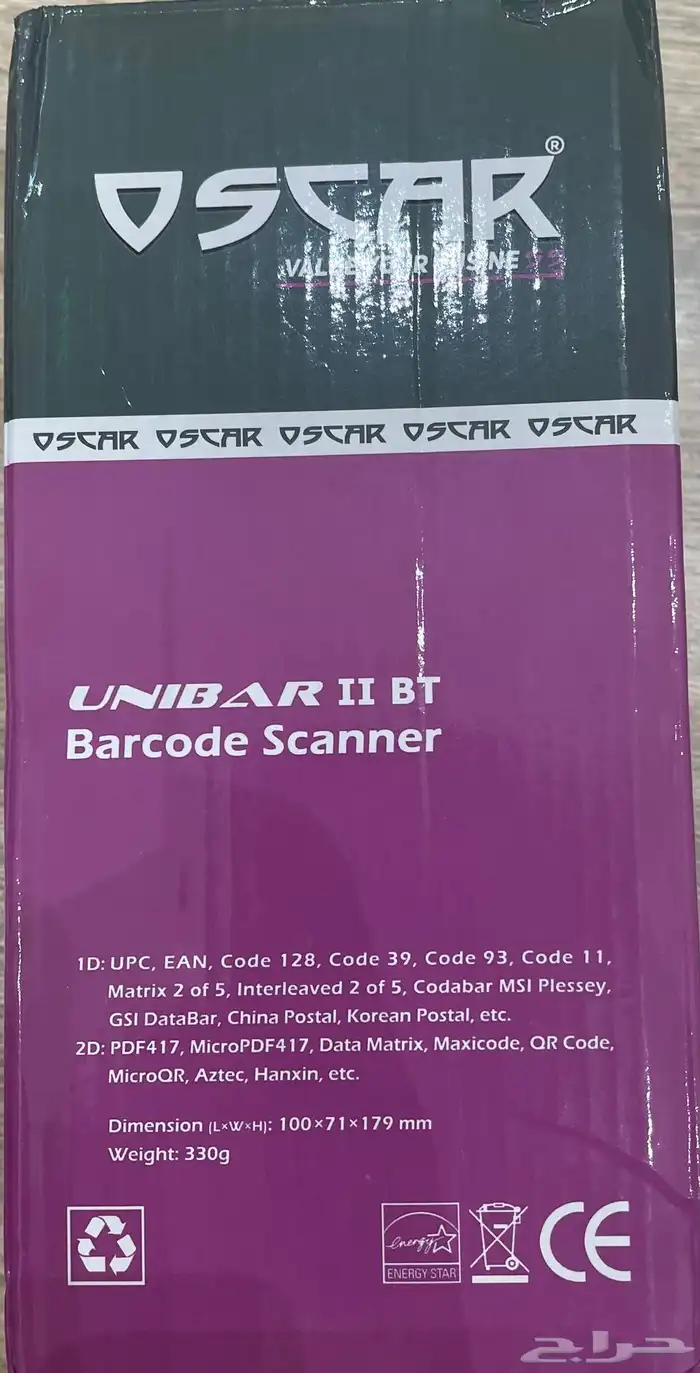 OSCAR®
OSCAR OSCAR OSCAR OSCAR OSCAR
UNIBAR II BT
Barcode Scanner
1D: UPC, EAN, Code 128, Code 39, Code 93, Code 11,
Matrix 2 of 5, Interleaved 2 of 5, Codabar MSI Plessey,
GSI DataBar, China Postal, Korean Postal, etc.
2D: PDF417, MicroPDF417, Data Matrix, Maxicode, QR Code,
MicroQR, Aztec, Hanxin, etc.
Dimension (L×W×H): 100×71×179 mm
Weight: 330g
energy
ENERGY STAR
CE
حراج